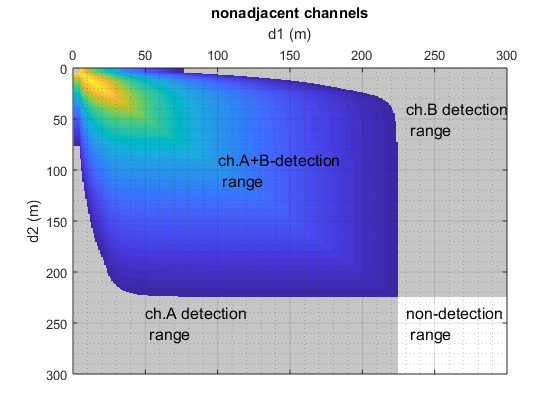 nonadjacent channels
d1 (m)
0 50 100 150 200 250 300
0
50
100
150
200
250
300
d2 (m)
ch.B detection
range
ch.A+B-detection
range
ch.A detection
range
non-detection
range